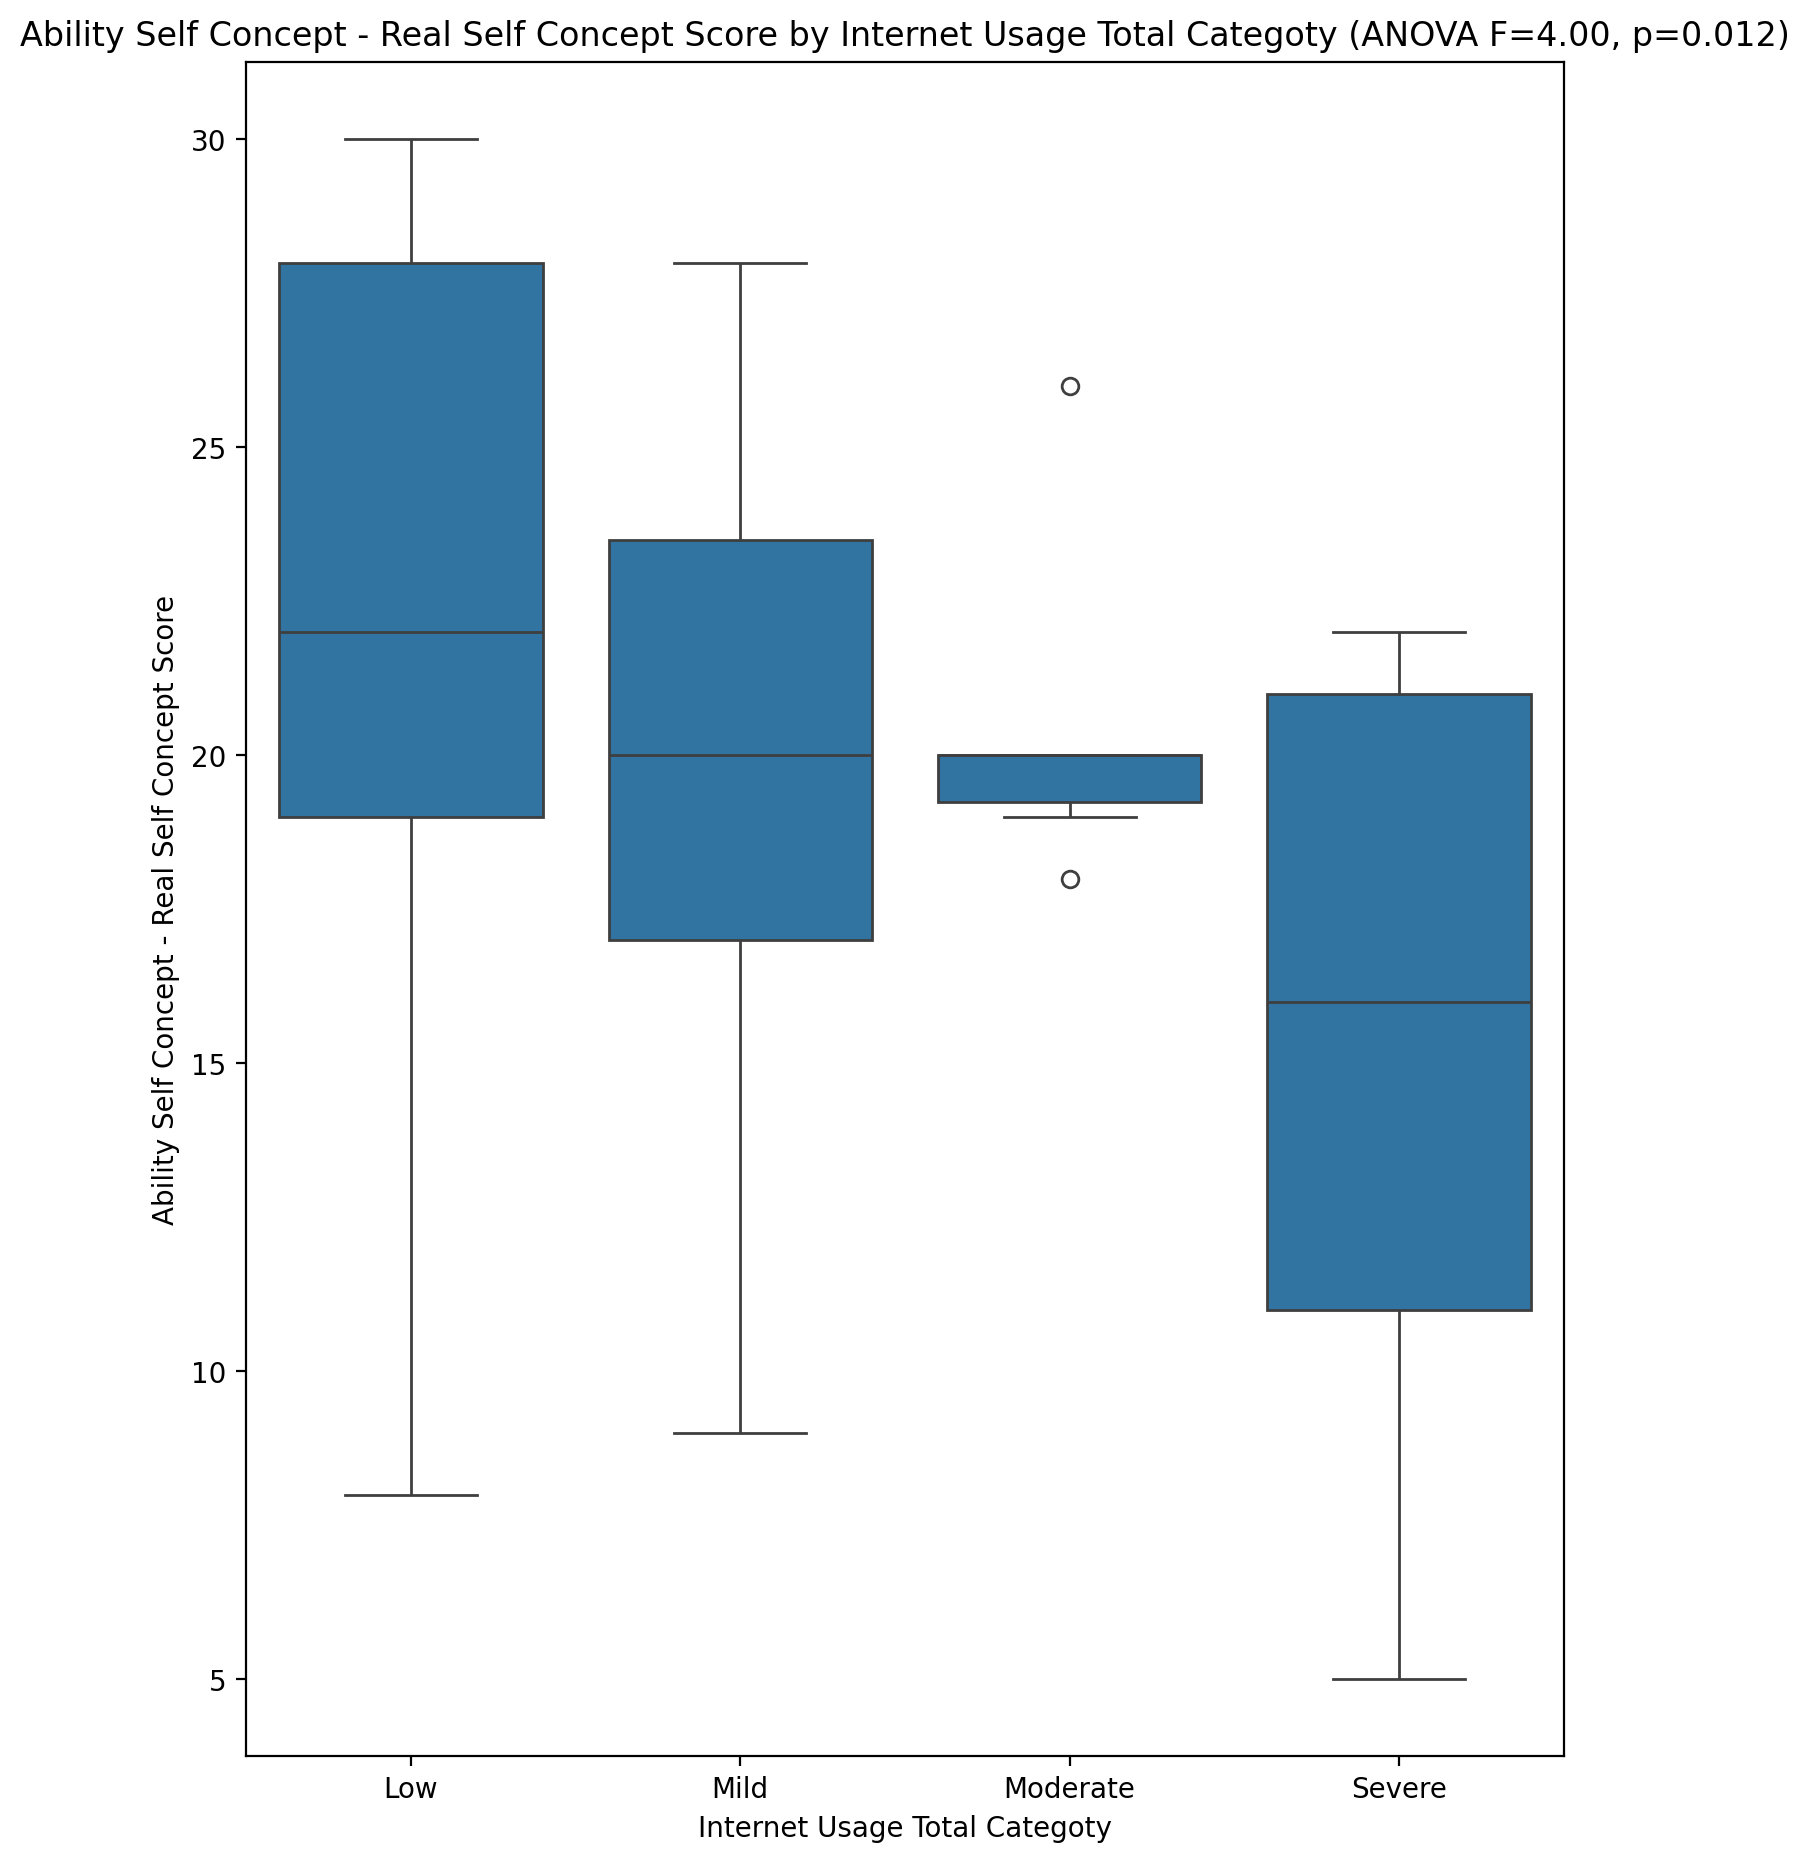 Ability Self Concept - Real Self Concept Score by Internet Usage Total Categoty (ANOVA F=4.00, p=0.012)
Ability Self Concept - Real Self Concept Score
30
25
20
15
10
5
Low Mild Moderate Severe
Internet Usage Total Categoty